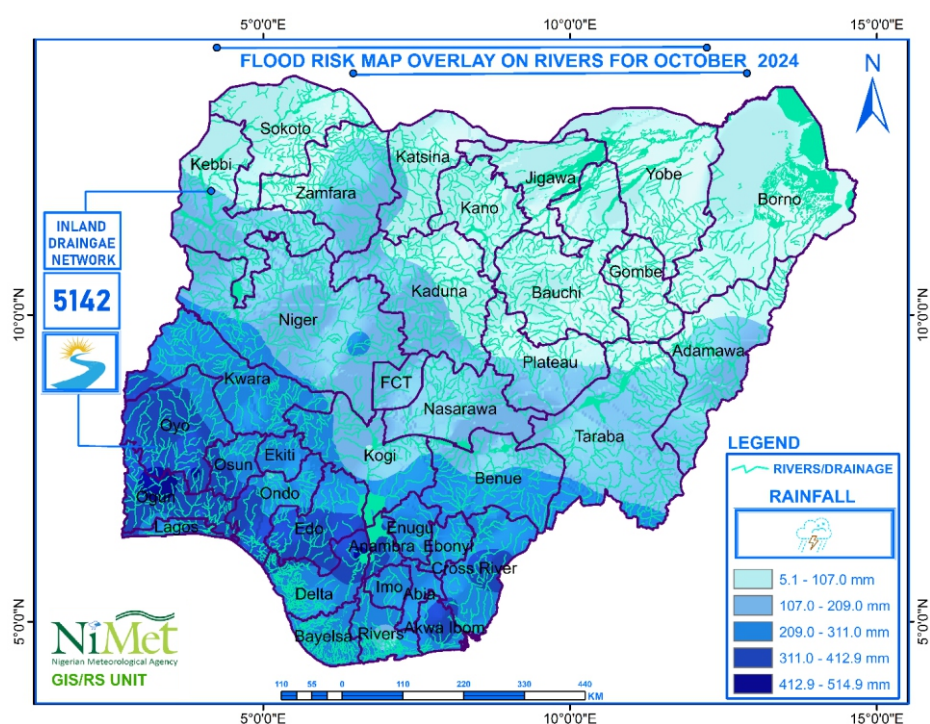 5°0'0"E
10°0'0"E
15°0'0"E
FLOOD RISK MAP OVERLAY ON RIVERS FOR OCTOBER 2024
N
Sokoto
Kebbi
Katsina
Zamfara
Jigawa
Yobe
Kano
Borno
INLAND
DRAINGAE
NETWORK
5142
Gombe
Kaduna
Bauchi
Niger
10°0'0"N
10°0'0"N
Plateau
Adamawa
FCT
Kwara
Nasarawa
Oyo
Taraba
Osun
Ekiti
Kogi
Benue
Ogun
Ondo
Lagos
Edo
Enugu
Anambra
Ebonyi
Cross River
Delta
Imo
Abia
Bayelsa
Rivers
Akwa Ibom
5°0'0"N
5°0'0"N
LEGEND
RIVERS/DRAINAGE
RAINFALL
5.1 - 107.0 mm
107.0 - 209.0 mm
209.0 - 311.0 mm
311.0 - 412.9 mm
412.9 - 514.9 mm
NiMet
Nigerian Meteorological Agency
GIS/RS UNIT
110 55 0 110 220 330 440
KM
5°0'0"E
10°0'0"E
15°0'0"E